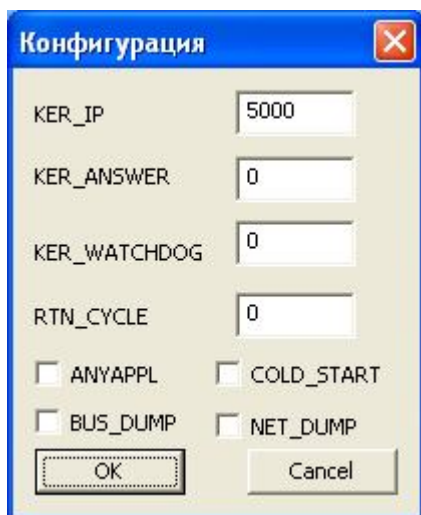 Конфигурация
KER_IP 5000
KER_ANSWER 0
KER_WATCHDOG 0
RTN_CYCLE 0
ANYAPPL COLD_START
BUS_DUMP NET_DUMP
OK Cancel